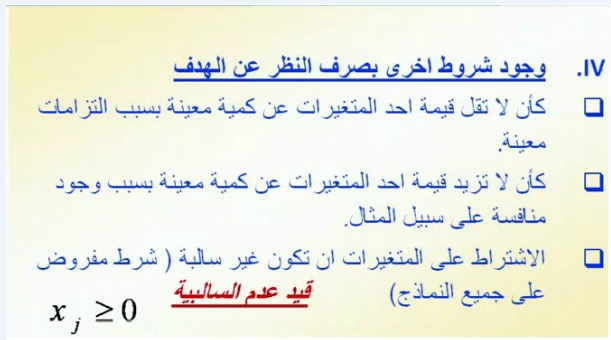 IV. وجود شروط اخرى بصرف النظر عن الهدف
❑ كأن لا تقل قيمة احد المتغيرات عن كمية معينة بسبب التزامات
معينة.
❑ كأن لا تزيد قيمة احد المتغيرات عن كمية معينة بسبب وجود
منافسة على سبيل المثال.
❑ الاشتراط على المتغيرات ان تكون غير سالبة ( شرط مفروض
على جميع النماذج) قيد عدم السالبية
x_j ≥ 0